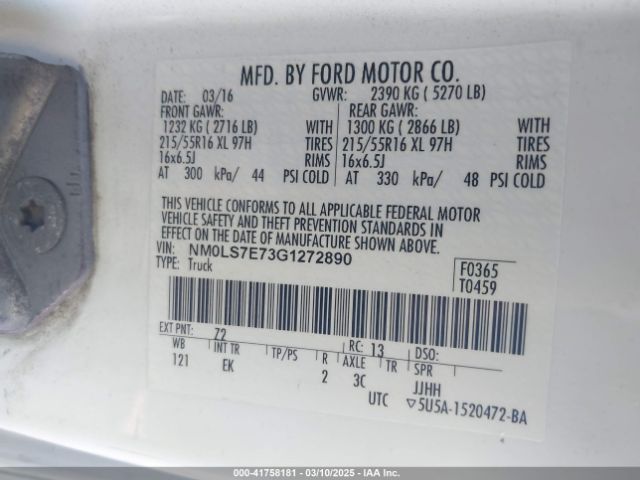 MFD. BY FORD MOTOR CO.
DATE: 03/16 GVWR: 2390 KG ( 5270 LB)
FRONT GAWR: REAR GAWR:
1232 KG ( 2716 LB) WITH 1300 KG ( 2866 LB) WITH
215/55R16 XL 97H TIRES 215/55R16 XL 97H TIRES
16x6.5J RIMS 16x6.5J RIMS
AT 300 kPa/ 44 PSI COLD AT 330 kPa/ 48 PSI COLD
THIS VEHICLE CONFORMS TO ALL APPLICABLE FEDERAL MOTOR
VEHICLE SAFETY AND THEFT PREVENTION STANDARDS IN
EFFECT ON THE DATE OF MANUFACTURE SHOWN ABOVE.
VIN: NM0LS7E73G1272890
TYPE: Truck
F0365
T0459
EXT PNT: Z2 RC: 13 DSO:
WB INT TR TP/PS R AXLE TR SPR
121 EK 2 3C JJHH
UTC ▽5U5A-1520472-BA
000-41758181 - 03/10/2025 - IAA Inc.